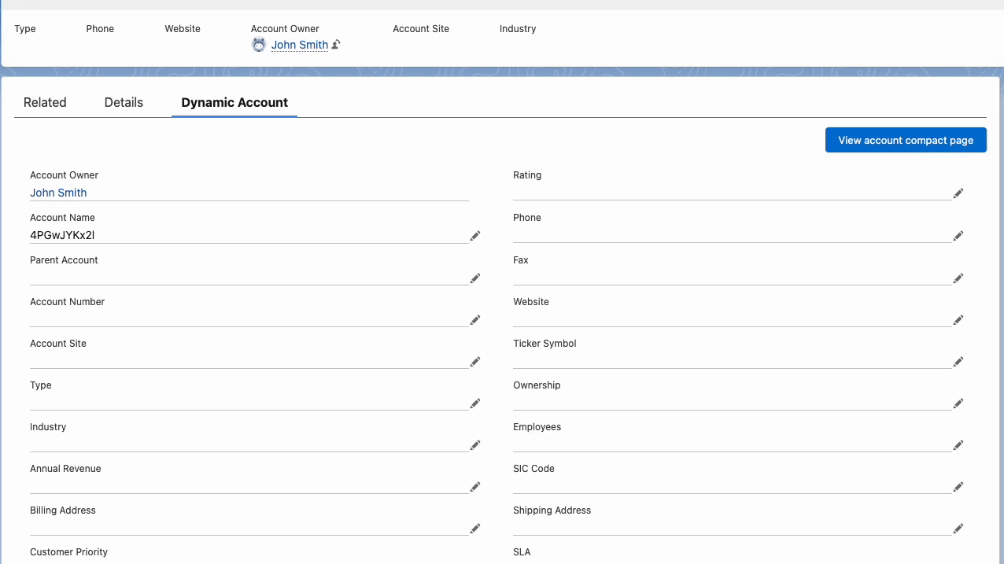 Type Phone Website Account Owner Account Site Industry
John Smith
Related Details Dynamic Account
View account compact page
Account Owner Rating
John Smith
Account Name Phone
4PGwJYKx2l
Parent Account Fax
Account Number Website
Account Site Ticker Symbol
Type Ownership
Industry Employees
Annual Revenue SIC Code
Billing Address Shipping Address
Customer Priority SLA